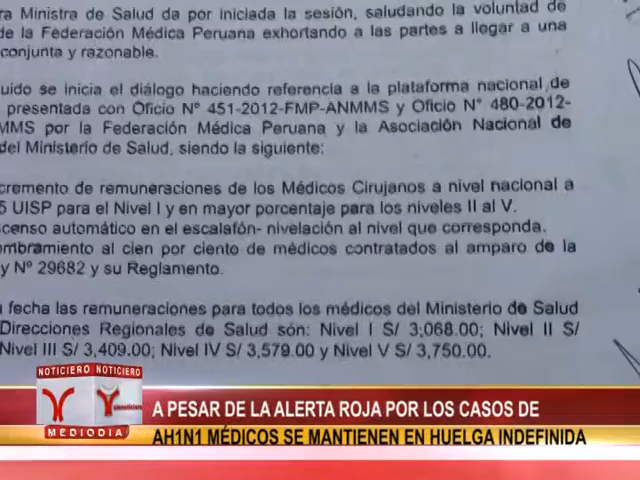 ra Ministra de Salud da por iniciada la sesión, saludando la voluntad de
de la Federación Médica Peruana exhortando a las partes a llegar a una
conjunta y razonable.
uido se inicia el diálogo haciendo referencia a la plataforma nacional de
presentada con Oficio N° 451-2012-FMP-ANMMS y Oficio N° 480-2012-
MMS por la Federación Médica Peruana y la Asociación Nacional de
del Ministerio de Salud, siendo la siguiente:
cremento de remuneraciones de los Médicos Cirujanos a nivel nacional a
5 UISP para el Nivel I y en mayor porcentaje para los niveles II al V.
censo automático en el escalafón- nivelación al nivel que corresponda.
mbramiento al cien por ciento de médicos contratados al amparo de la
y N° 29682 y su Reglamento.
a fecha las remuneraciones para todos los médicos del Ministerio de Salud
Direcciones Regionales de Salud són: Nivel I S/ 3,068.00; Nivel II S/
Nivel III S/ 3,409.00; Nivel IV S/ 3,579.00 y Nivel V S/ 3,750.00.
NOTICIERO NOTICIERO
MEDIODIA
A PESAR DE LA ALERTA ROJA POR LOS CASOS DE
AH1N1 MÉDICOS SE MANTIENEN EN HUELGA INDEFINIDA